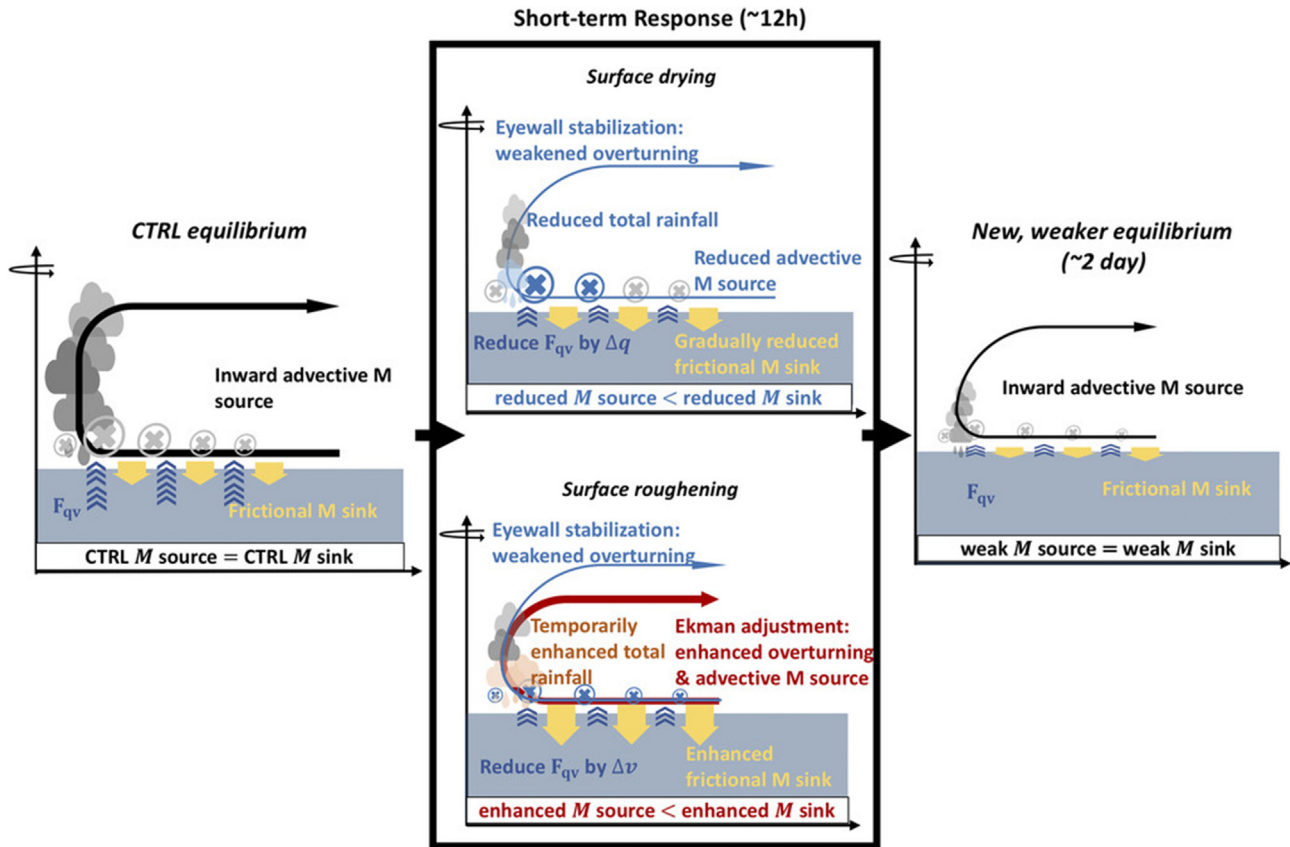 Short-term Response (~12h)
CTRL equilibrium
Inward advective M
source
F_qv
Frictional M sink
CTRL M source = CTRL M sink
Surface drying
Eyewall stabilization:
weakened overturning
Reduced total rainfall
Reduced advective
M source
Reduce F_qv by Δq
Gradually reduced
frictional M sink
reduced M source < reduced M sink
Surface roughening
Eyewall stabilization:
weakened overturning
Temporarily
enhanced total
rainfall
Ekman adjustment:
enhanced overturning
& advective M source
Reduce F_qv by Δv
Enhanced
frictional M sink
enhanced M source < enhanced M sink
New, weaker equilibrium
(~2 day)
Inward advective M source
F_qv
Frictional M sink
weak M source = weak M sink